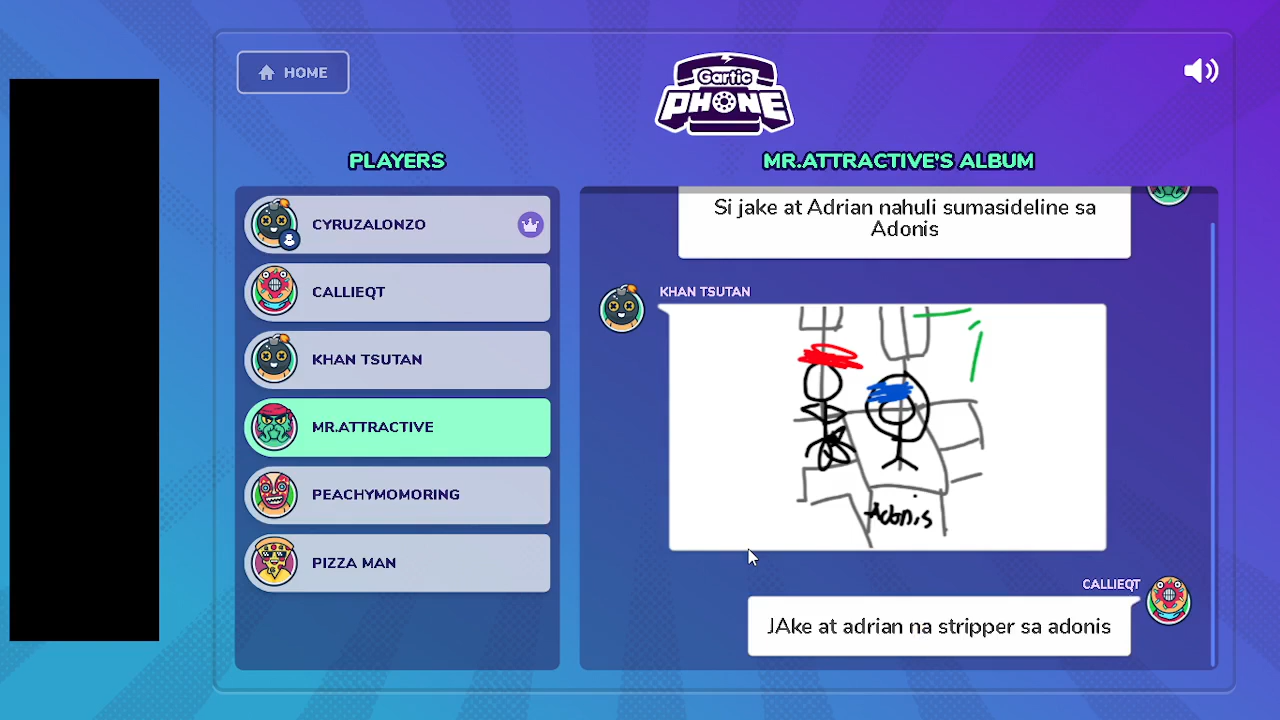 HOME
Gartic
PHONE
PLAYERS
MR.ATTRACTIVE'S ALBUM
CYRUZALONZO
CALLIEQT
KHAN TSUTAN
MR.ATTRACTIVE
PEACHYMOMORING
PIZZA MAN
Si jake at Adrian nahuli sumasideline sa
Adonis
KHAN TSUTAN
Adonis
CALLIEQT
JAke at adrian na stripper sa adonis